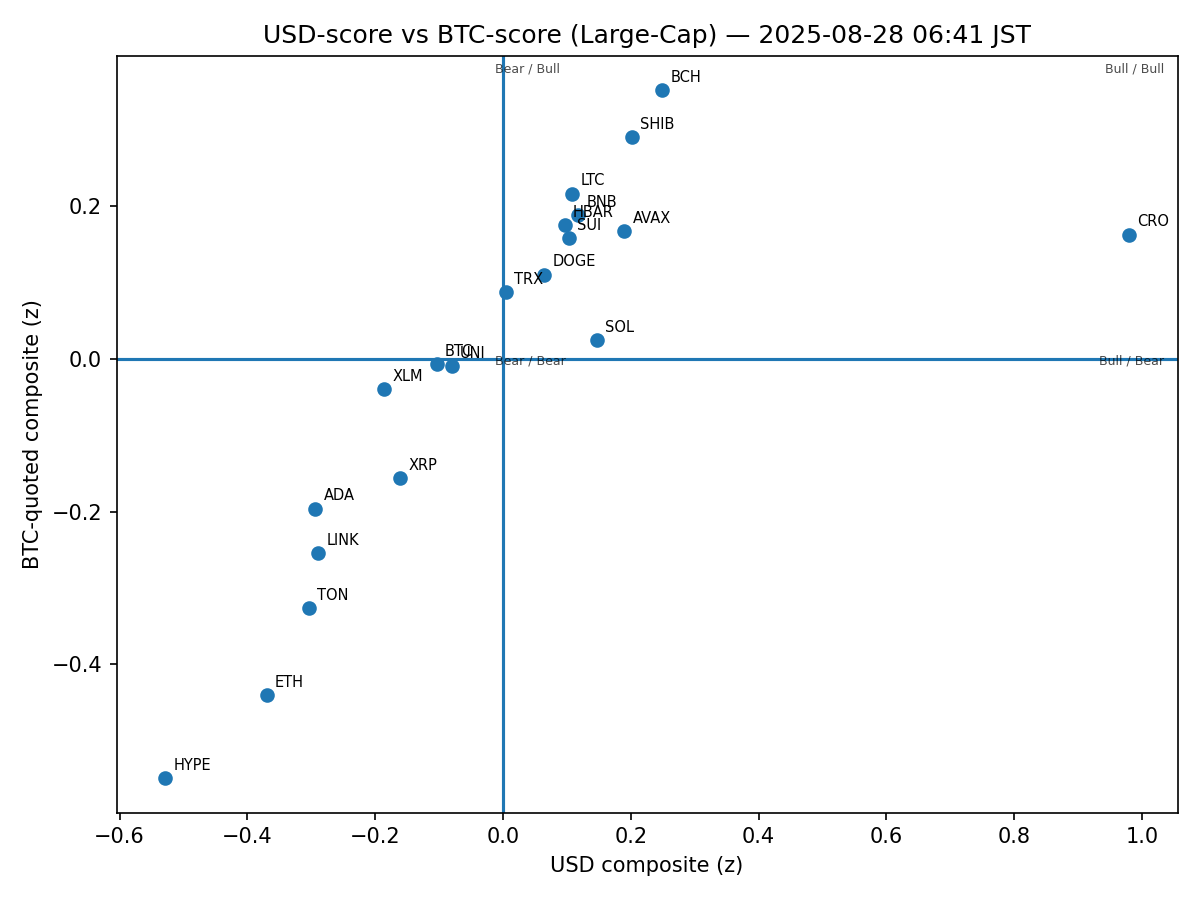 USD-score vs BTC-score (Large-Cap) — 2025-08-28 06:41 JST
Bear / Bull
Bull / Bull
BCH
SHIB
LTC
BNB
HBAR
AVAX
SUI
CRO
DOGE
TRX
SOL
BTC
UNI
Bear / Bear
Bull / Bear
XLM
XRP
ADA
LINK
TON
ETH
HYPE
0.2
0.0
−0.2
−0.4
BTC-quoted composite (z)
−0.6
−0.4
−0.2
0.0
0.2
0.4
0.6
0.8
1.0
USD composite (z)